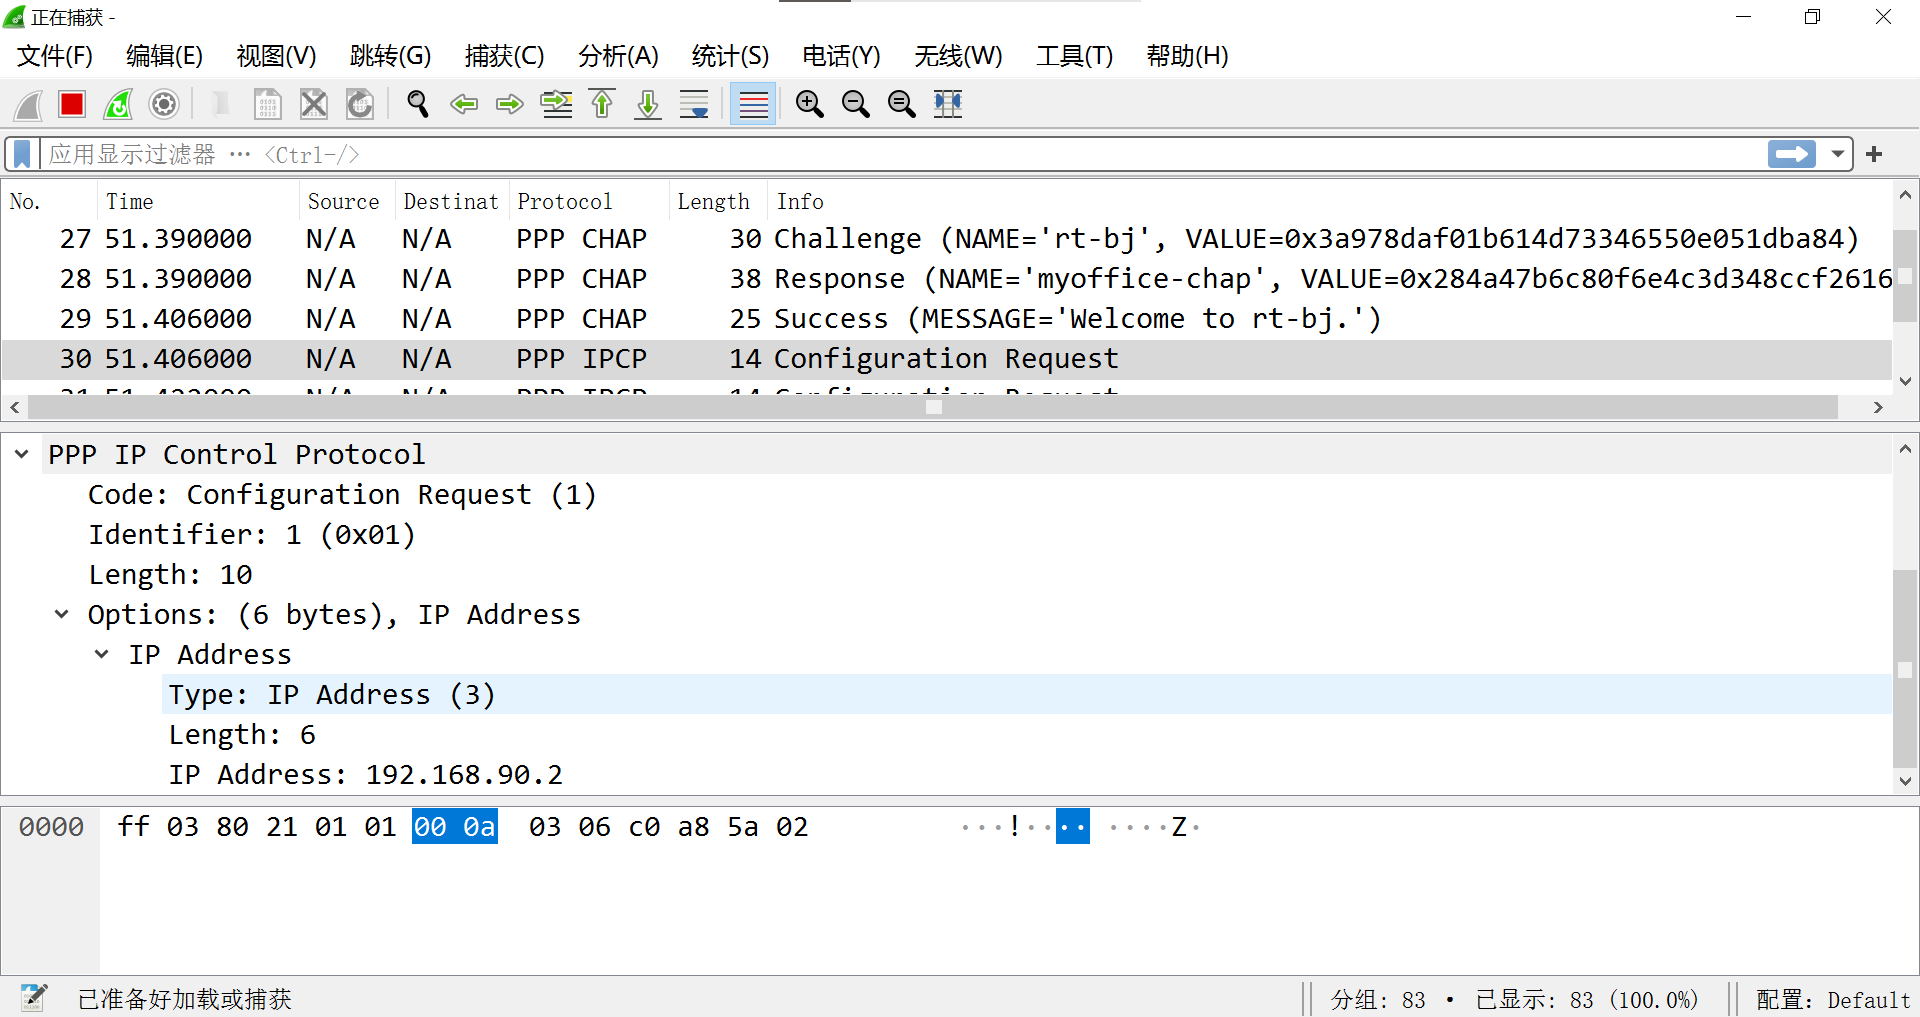 正在捕获 -
文件(F) 编辑(E) 视图(V) 跳转(G) 捕获(C) 分析(A) 统计(S) 电话(Y) 无线(W) 工具(T) 帮助(H)
应用显示过滤器 … <Ctrl-/>
No. Time Source Destinat Protocol Length Info
27 51.390000 N/A N/A PPP CHAP 30 Challenge (NAME='rt-bj', VALUE=0x3a978daf01b614d73346550e051dba84)
28 51.390000 N/A N/A PPP CHAP 38 Response (NAME='myoffice-chap', VALUE=0x284a47b6c80f6e4c3d348ccf2616
29 51.406000 N/A N/A PPP CHAP 25 Success (MESSAGE='Welcome to rt-bj.')
30 51.406000 N/A N/A PPP IPCP 14 Configuration Request
PPP IP Control Protocol
Code: Configuration Request (1)
Identifier: 1 (0x01)
Length: 10
Options: (6 bytes), IP Address
IP Address
Type: IP Address (3)
Length: 6
IP Address: 192.168.90.2
0000 ff 03 80 21 01 01 00 0a 03 06 c0 a8 5a 02 ···!···· ····Z·
已准备好加载或捕获 分组: 83 · 已显示: 83 (100.0%) 配置: Default